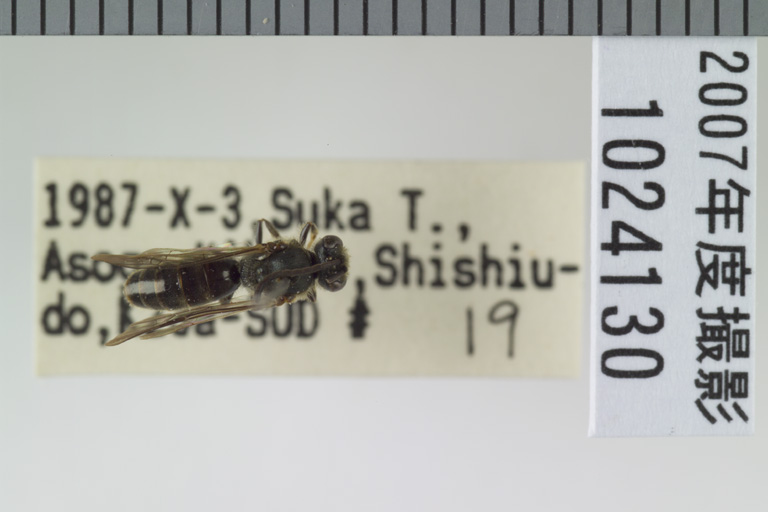 1987-X-3 Suka T.,
,Shishiu-
do, -SUD #
19
2007年度撮影
1024130